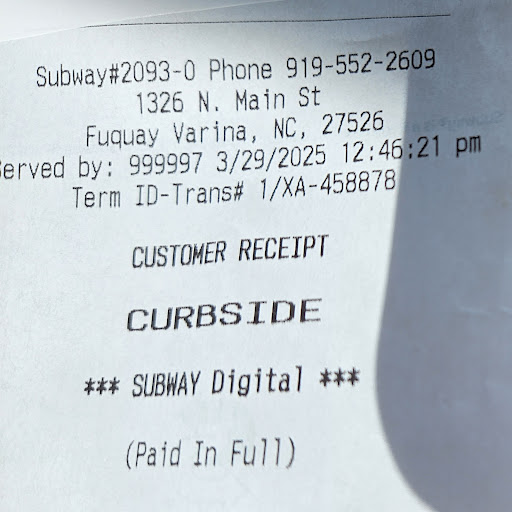 Subway#2093-0 Phone 919-552-2609
1326 N. Main St
Fuquay Varina, NC, 27526
erved by: 999997 3/29/2025 12:46:21 pm
Term ID-Trans# 1/XA-458878
CUSTOMER RECEIPT
CURBSIDE
*** SUBWAY Digital ***
(Paid In Full)